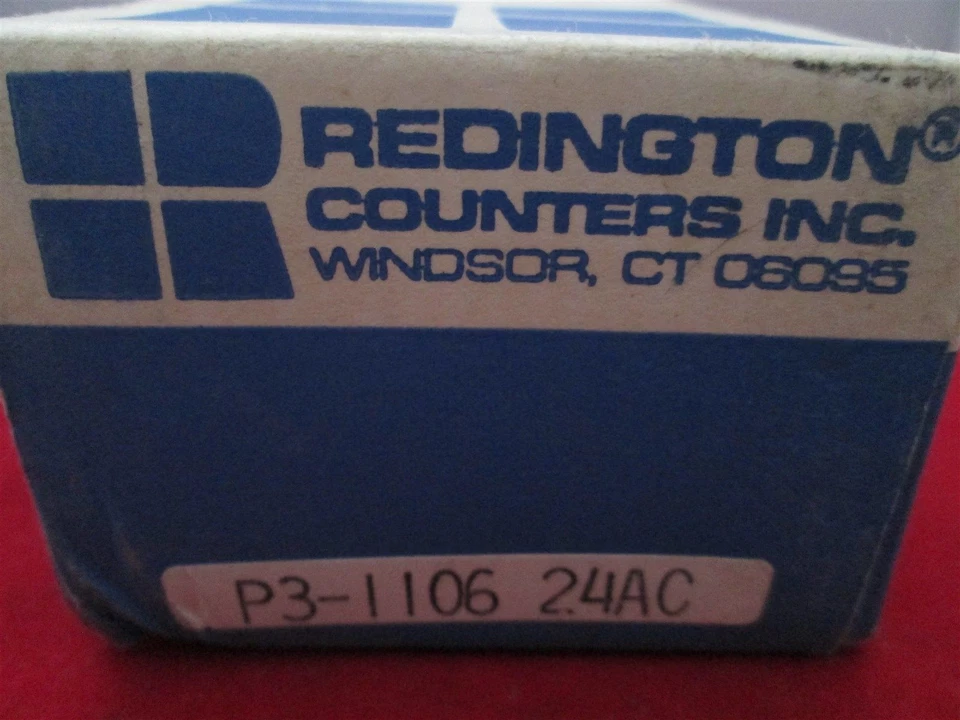 REDINGTON®
COUNTERS INC.
WINDSOR, CT 06095
P3-1106 24AC